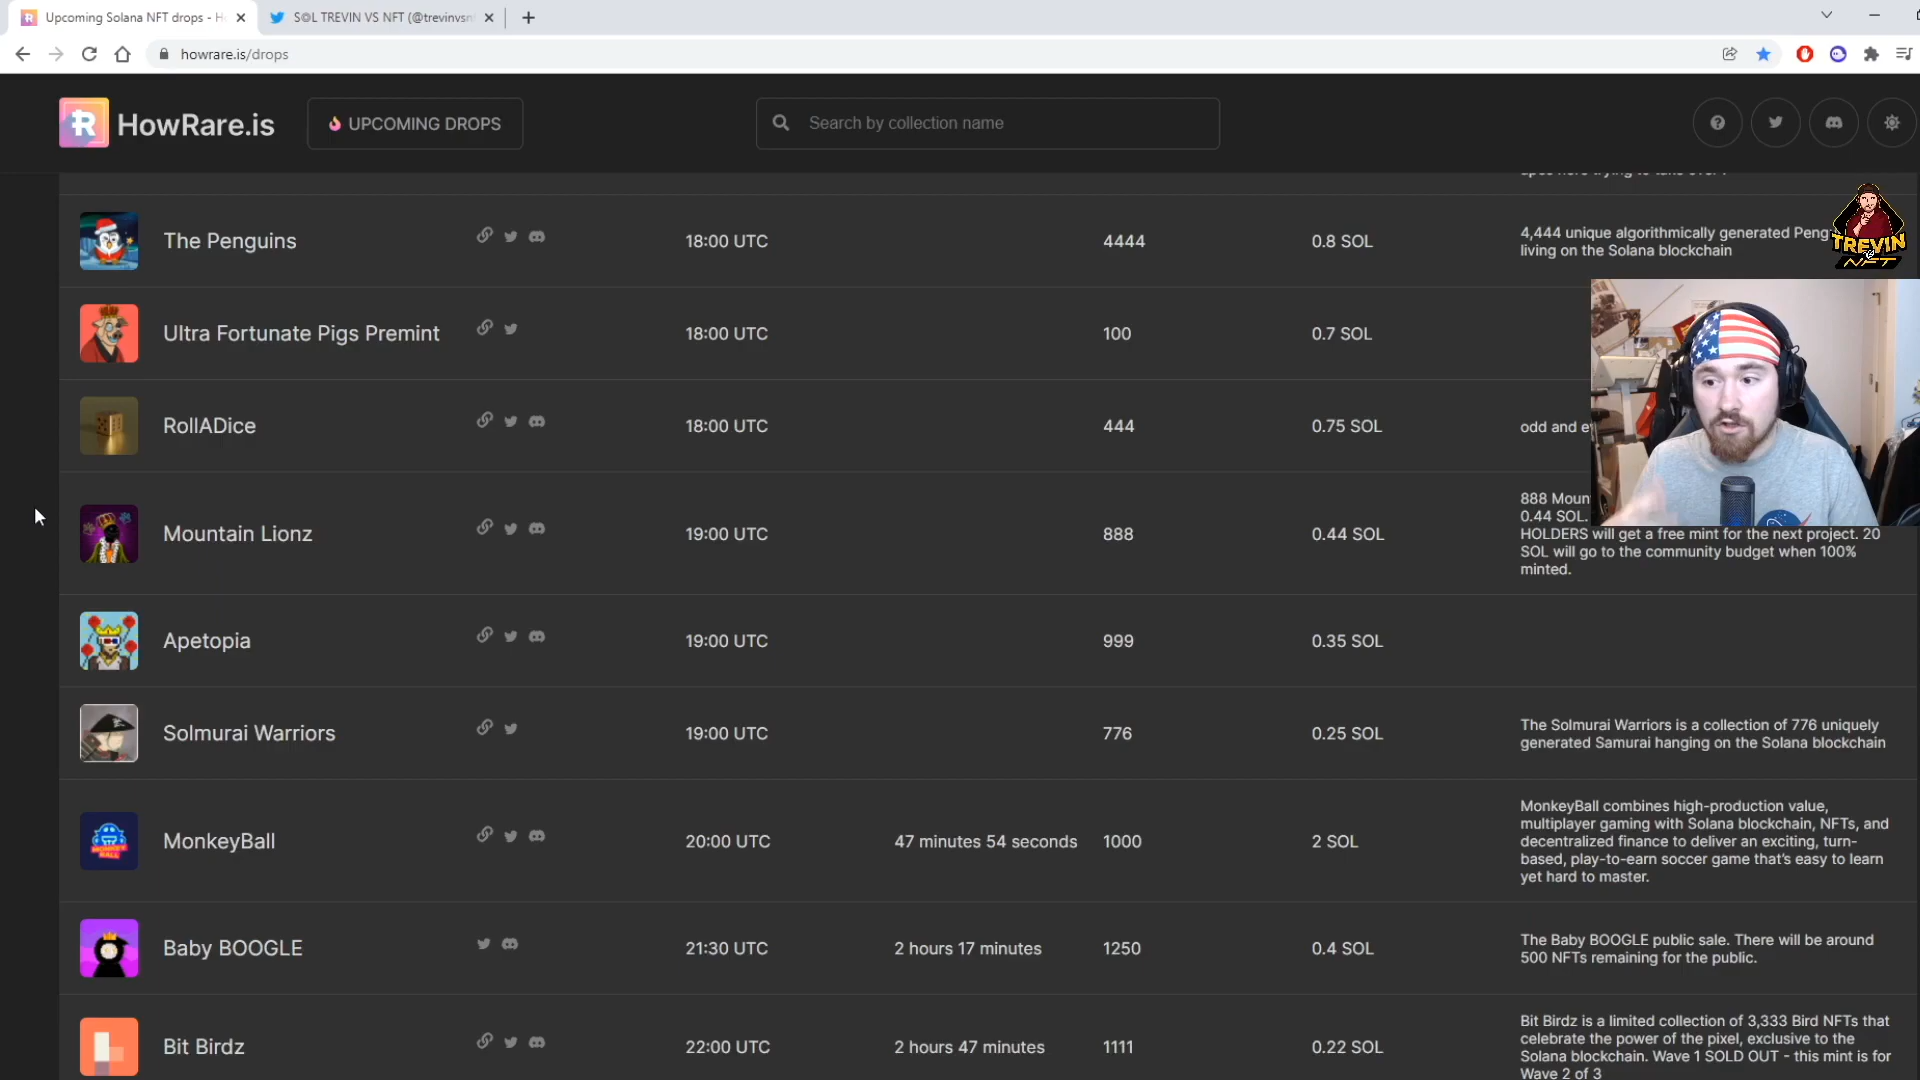 Upcoming Solana NFT drops - H
S◎L TREVIN VS NFT (@trevinvsn
howrare.is/drops
HowRare.is
UPCOMING DROPS
Search by collection name
The Penguins
18:00 UTC
4444
0.8 SOL
4,444 unique algorithmically generated Peng
living on the Solana blockchain
TREVIN
NFT
Ultra Fortunate Pigs Premint
18:00 UTC
100
0.7 SOL
RollADice
18:00 UTC
444
0.75 SOL
odd and e
Mountain Lionz
19:00 UTC
888
0.44 SOL
888 Moun
0.44 SOL.
HOLDERS will get a free mint for the next project. 20
SOL will go to the community budget when 100%
minted.
Apetopia
19:00 UTC
999
0.35 SOL
Solmurai Warriors
19:00 UTC
776
0.25 SOL
The Solmurai Warriors is a collection of 776 uniquely
generated Samurai hanging on the Solana blockchain
MONKEY
BALL
MonkeyBall
20:00 UTC
47 minutes 54 seconds
1000
2 SOL
MonkeyBall combines high-production value,
multiplayer gaming with Solana blockchain, NFTs, and
decentralized finance to deliver an exciting, turn-
based, play-to-earn soccer game that's easy to learn
yet hard to master.
Baby BOOGLE
21:30 UTC
2 hours 17 minutes
1250
0.4 SOL
The Baby BOOGLE public sale. There will be around
500 NFTs remaining for the public.
Bit Birdz
22:00 UTC
2 hours 47 minutes
1111
0.22 SOL
Bit Birdz is a limited collection of 3,333 Bird NFTs that
celebrate the power of the pixel, exclusive to the
Solana blockchain. Wave 1 SOLD OUT - this mint is for
Wave 2 of 3